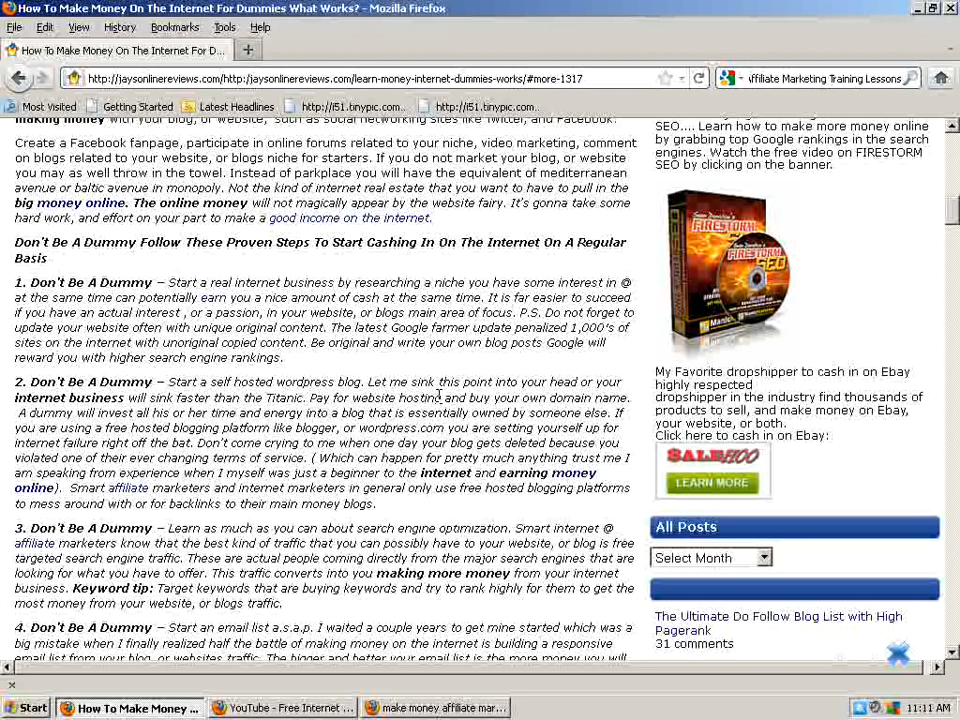 How To Make Money On The Internet For Dummies What Works? - Mozilla Firefox
File Edit View History Bookmarks Tools Help
How To Make Money On The Internet For D...
http://jaysonlinereviews.com/http:jaysonlinereviews.com/learn-money-internet-dummies-works/#more-1317
ffiliate Marketing Training Lessons
Most Visited Getting Started Latest Headlines http://i51.tinypic.com... http://i51.tinypic.com...
making money with your blog, or website, such as social networking sites like Twitter, and Facebook.
Create a Facebook fanpage, participate in online forums related to your niche, video marketing, comment
on blogs related to your website, or blogs niche for starters. If you do not market your blog, or website
you may as well throw in the towel. Instead of parkplace you will have the equivalent of mediterranean
avenue or baltic avenue in monopoly. Not the kind of internet real estate that you want to have to pull in the
big money online. The online money will not magically appear by the website fairy. It's gonna take some
hard work, and effort on your part to make a good income on the internet.
Don't Be A Dummy Follow These Proven Steps To Start Cashing In On The Internet On A Regular
Basis
1. Don't Be A Dummy – Start a real internet business by researching a niche you have some interest in @
at the same time can potentially earn you a nice amount of cash at the same time. It is far easier to succeed
if you have an actual interest , or a passion, in your website, or blogs main area of focus. P.S. Do not forget to
update your website often with unique original content. The latest Google farmer update penalized 1,000's of
sites on the internet with unoriginal copied content. Be original and write your own blog posts Google will
reward you with higher search engine rankings.
2. Don't Be A Dummy – Start a self hosted wordpress blog. Let me sink this point into your head or your
internet business will sink faster than the Titanic. Pay for website hosting and buy your own domain name.
A dummy will invest all his or her time and energy into a blog that is essentially owned by someone else. If
you are using a free hosted blogging platform like blogger, or wordpress.com you are setting yourself up for
internet failure right off the bat. Don't come crying to me when one day your blog gets deleted because you
violated one of their ever changing terms of service. ( Which can happen for pretty much anything trust me I
am speaking from experience when I myself was just a beginner to the internet and earning money
online). Smart affiliate marketers and internet marketers in general only use free hosted blogging platforms
to mess around with or for backlinks to their main money blogs.
3. Don't Be A Dummy – Learn as much as you can about search engine optimization. Smart internet @
affiliate marketers know that the best kind of traffic that you can possibly have to your website, or blog is free
targeted search engine traffic. These are actual people coming directly from the major search engines that are
looking for what you have to offer. This traffic converts into you making more money from your internet
business. Keyword tip: Target keywords that are buying keywords and try to rank highly for them to get the
most money from your website, or blogs traffic.
4. Don't Be A Dummy – Start an email list a.s.a.p. I waited a couple years to get mine started which was a
big mistake when I finally realized half the battle of making money on the internet is building a responsive
email list from your blog, or websites traffic. The bigger and better your email list is the more money you will
SEO.... Learn how to make more money online
by grabbing top Google rankings in the search
engines. Watch the free video on FIRESTORM
SEO by clicking on the banner.
FIRESTORM
SEO
FIRESTORM
SEO
My Favorite dropshipper to cash in on Ebay
highly respected
dropshipper in the industry find thousands of
products to sell, and make money on Ebay,
your website, or both.
Click here to cash in on Ebay:
SALEHOO
LEARN MORE
All Posts
Select Month
The Ultimate Do Follow Blog List with High
Pagerank
31 comments
Start How To Make Money ... YouTube - Free Internet ... make money affiliate mar... 11:11 AM